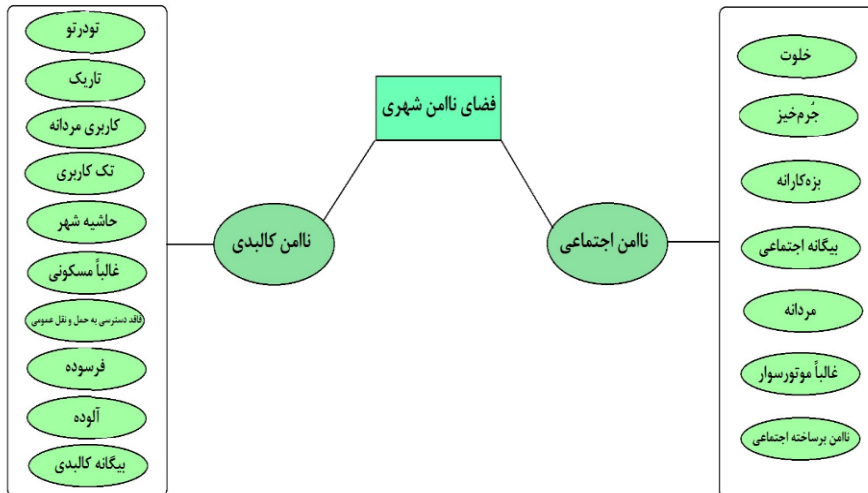 فضای ناامن شهری
ناامن اجتماعی
خلوت
جُرم‌خیز
بزه‌کارانه
بیگانه اجتماعی
مردانه
غالباً موتورسوار
ناامن برساخته اجتماعی
ناامن کالبدی
تودرتو
تاریک
کاربری مردانه
تک کاربری
حاشیه شهر
غالباً مسکونی
فاقد دسترسی به حمل و نقل عمومی
فرسوده
آلوده
بیگانه کالبدی